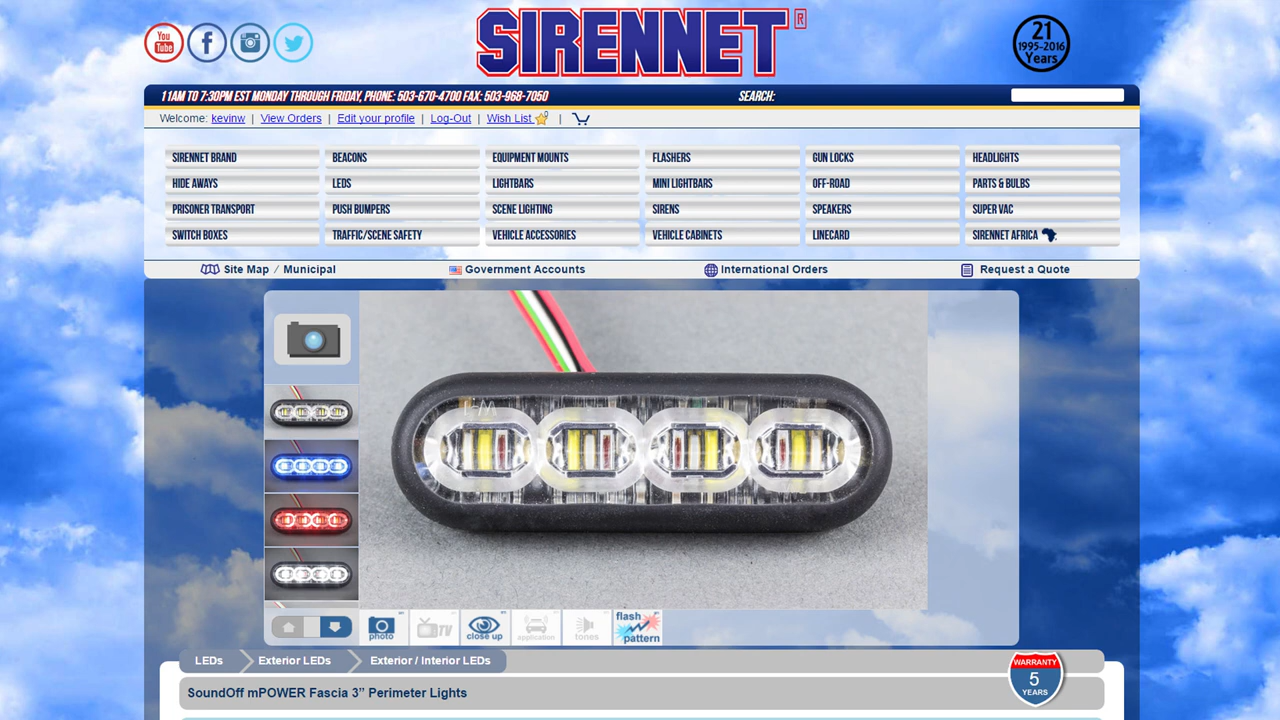 You
Tube
SIRENNET
R
21
1995-2016
Years
11AM TO 7:30PM EST MONDAY THROUGH FRIDAY, PHONE: 503-670-4700 FAX: 503-968-7050
SEARCH:
Welcome: kevinw | View Orders | Edit your profile | Log-Out | Wish List 0 |
SIRENNET BRAND
BEACONS
EQUIPMENT MOUNTS
FLASHERS
GUN LOCKS
HEADLIGHTS
HIDE AWAYS
LEDS
LIGHTBARS
MINI LIGHTBARS
OFF-ROAD
PARTS & BULBS
PRISONER TRANSPORT
PUSH BUMPERS
SCENE LIGHTING
SIRENS
SPEAKERS
SUPER VAC
SWITCH BOXES
TRAFFIC/SCENE SAFETY
VEHICLE ACCESSORIES
VEHICLE CABINETS
LINECARD
SIRENNET AFRICA
Site Map / Municipal
Government Accounts
International Orders
Request a Quote
photo
TV
close up
application
tones
flash
pattern
LEDs
Exterior LEDs
Exterior / Interior LEDs
WARRANTY
5
YEARS
SoundOff mPOWER Fascia 3” Perimeter Lights